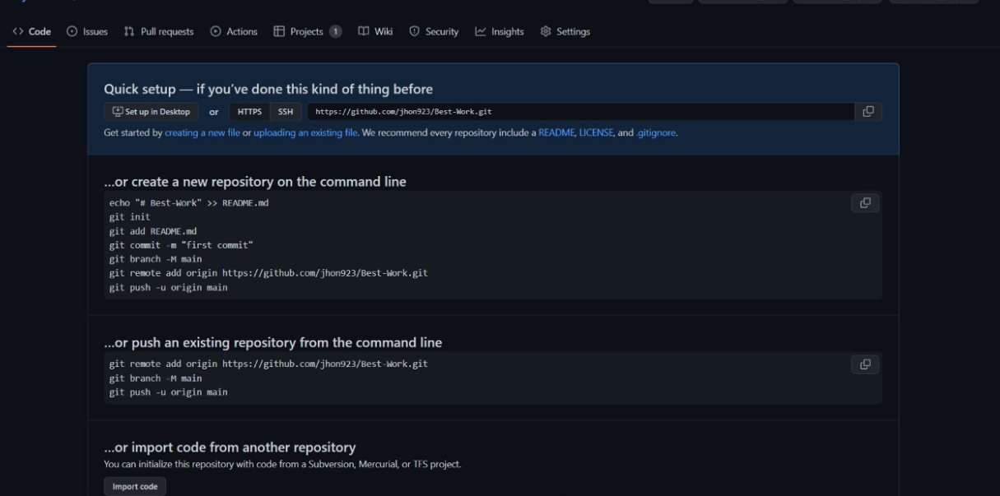 Code Issues Pull requests Actions Projects 1 Wiki Security Insights Settings
Quick setup — if you've done this kind of thing before
Set up in Desktop or HTTPS SSH https://github.com/jhon923/Best-Work.git
Get started by creating a new file or uploading an existing file. We recommend every repository include a README, LICENSE, and .gitignore.
...or create a new repository on the command line
echo "# Best-Work" >> README.md
git init
git add README.md
git commit -m "first commit"
git branch -M main
git remote add origin https://github.com/jhon923/Best-Work.git
git push -u origin main
...or push an existing repository from the command line
git remote add origin https://github.com/jhon923/Best-Work.git
git branch -M main
git push -u origin main
...or import code from another repository
You can initialize this repository with code from a Subversion, Mercurial, or TFS project.
Import code